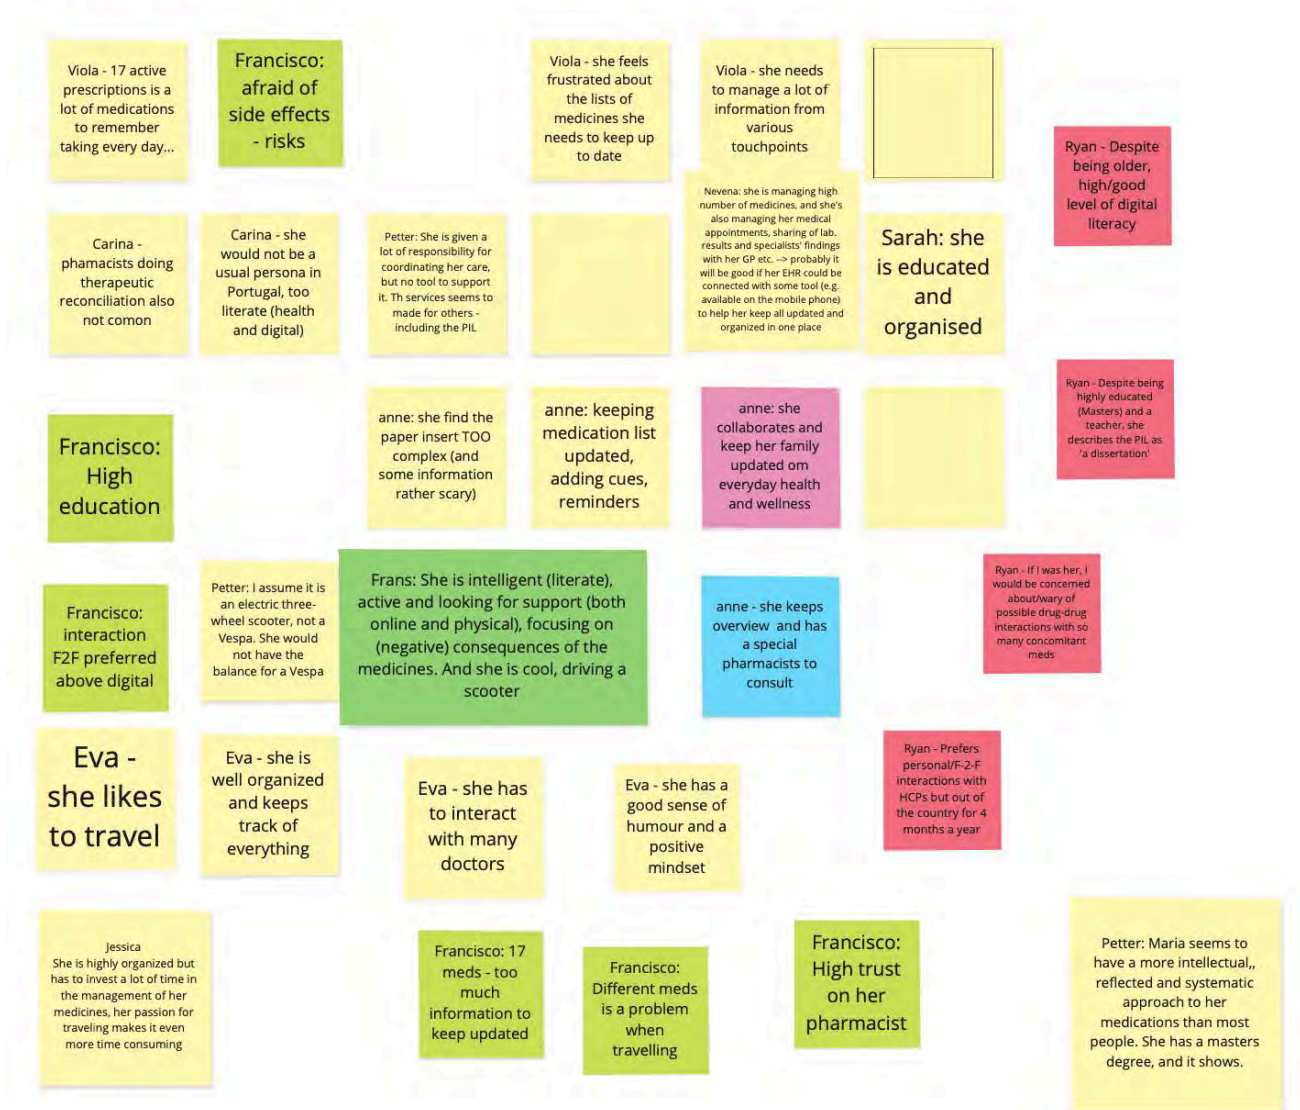 Viola - 17 active
prescriptions is a
lot of medications
to remember
taking every day...
Francisco:
afraid of
side effects
- risks
Viola - she feels
frustrated about
the lists of
medicines she
needs to keep up
to date
Viola - she needs
to manage a lot of
information from
various
touchpoints
Ryan - Despite
being older,
high/good
level of digital
literacy
Carina -
phamacists doing
therapeutic
reconciliation also
not comon
Carina - she
would not be a
usual persona in
Portugal, too
literate (health
and digital)
Petter: She is given a
lot of responsibility for
coordinating her care,
but no tool to support
it. Th services seems to
made for others -
including the PIL
Nevena: she is managing high
number of medicines, and she's
also managing her medical
appointments, sharing of lab.
results and specialists' findings
with her GP etc. --> probably it
will be good if her EHR could be
connected with some tool (e.g.
available on the mobile phone)
to help her keep all updated and
organized in one place
Sarah: she
is educated
and
organised
Ryan - Despite being
highly educated
(Masters) and a
teacher, she
describes the PIL as
'a dissertation'
Francisco:
High
education
anne: she find the
paper insert TOO
complex (and
some information
rather scary)
anne: keeping
medication list
updated,
adding cues,
reminders
anne: she
collaborates and
keep her family
updated om
everyday health
and wellness
Francisco:
interaction
F2F preferred
above digital
Petter: I assume it is
an electric three-
wheel scooter, not a
Vespa. She would
not have the
balance for a Vespa
Frans: She is intelligent (literate),
active and looking for support (both
online and physical), focusing on
(negative) consequences of the
medicines. And she is cool, driving a
scooter
anne - she keeps
overview and has
a special
pharmacists to
consult
Ryan - If I was her, I
would be concerned
about/wary of
possible drug-drug
interactions with so
many concomitant
meds
Eva -
she likes
to travel
Eva - she is
well organized
and keeps
track of
everything
Eva - she has
to interact
with many
doctors
Eva - she has a
good sense of
humour and a
positive
mindset
Ryan - Prefers
personal/F-2-F
interactions with
HCPs but out of
the country for 4
months a year
Jessica
She is highly organized but
has to invest a lot of time in
the management of her
medicines, her passion for
traveling makes it even
more time consuming
Francisco: 17
meds - too
much
information to
keep updated
Francisco:
Different meds
is a problem
when
travelling
Francisco:
High trust
on her
pharmacist
Petter: Maria seems to
have a more intellectual,,
reflected and systematic
approach to her
medications than most
people. She has a masters
degree, and it shows.